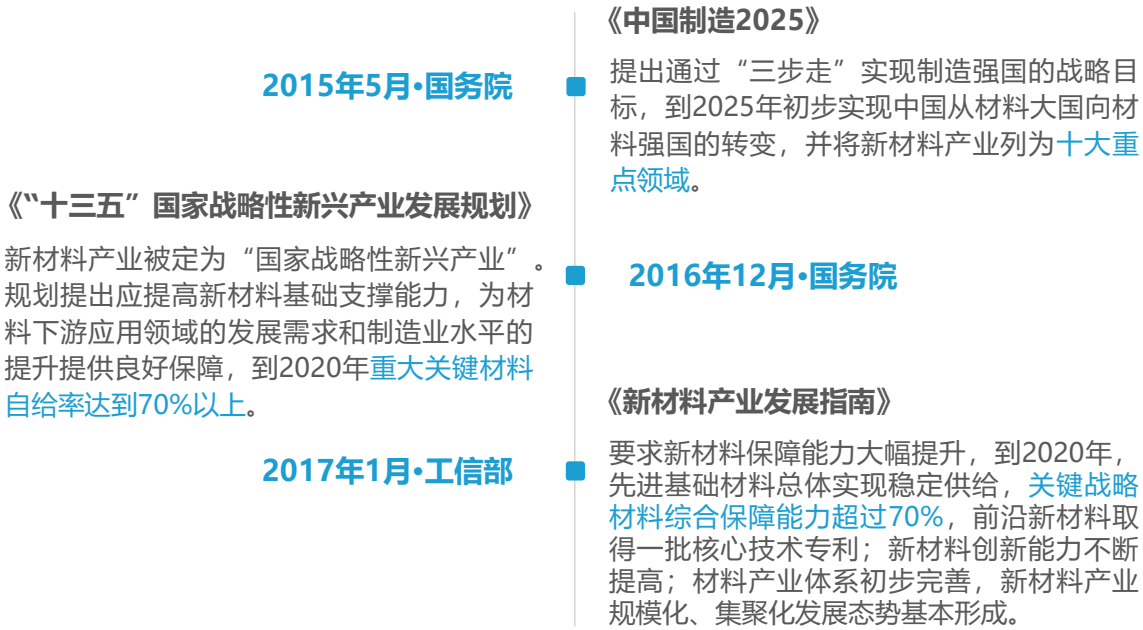 《中国制造2025》
2015年5月·国务院
提出通过“三步走”实现制造强国的战略目
标，到2025年初步实现中国从材料大国向材
料强国的转变，并将新材料产业列为十大重
点领域。
《“十三五”国家战略性新兴产业发展规划》
新材料产业被定为“国家战略性新兴产业”。
规划提出应提高新材料基础支撑能力，为材
料下游应用领域的发展需求和制造业水平的
提升提供良好保障，到2020年重大关键材料
自给率达到70%以上。
2016年12月·国务院
《新材料产业发展指南》
2017年1月·工信部
要求新材料保障能力大幅提升，到2020年，
先进基础材料总体实现稳定供给，关键战略
材料综合保障能力超过70%，前沿新材料取
得一批核心技术专利；新材料创新能力不断
提高；材料产业体系初步完善，新材料产业
规模化、集聚化发展态势基本形成。